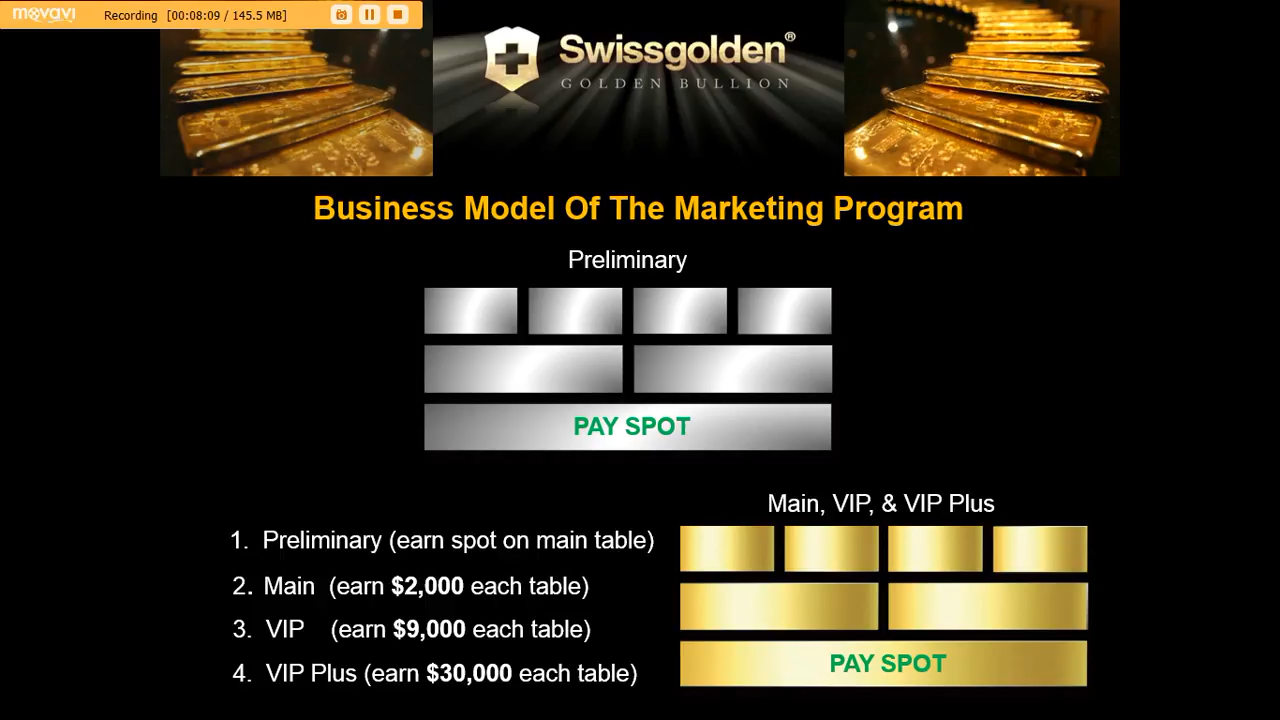 movavi
Recording [00:08:09 / 145.5 MB]
Swissgolden®
GOLDEN BULLION
Business Model Of The Marketing Program
Preliminary
PAY SPOT
Main, VIP, & VIP Plus
1. Preliminary (earn spot on main table)
2. Main (earn $2,000 each table)
3. VIP (earn $9,000 each table)
4. VIP Plus (earn $30,000 each table)
PAY SPOT